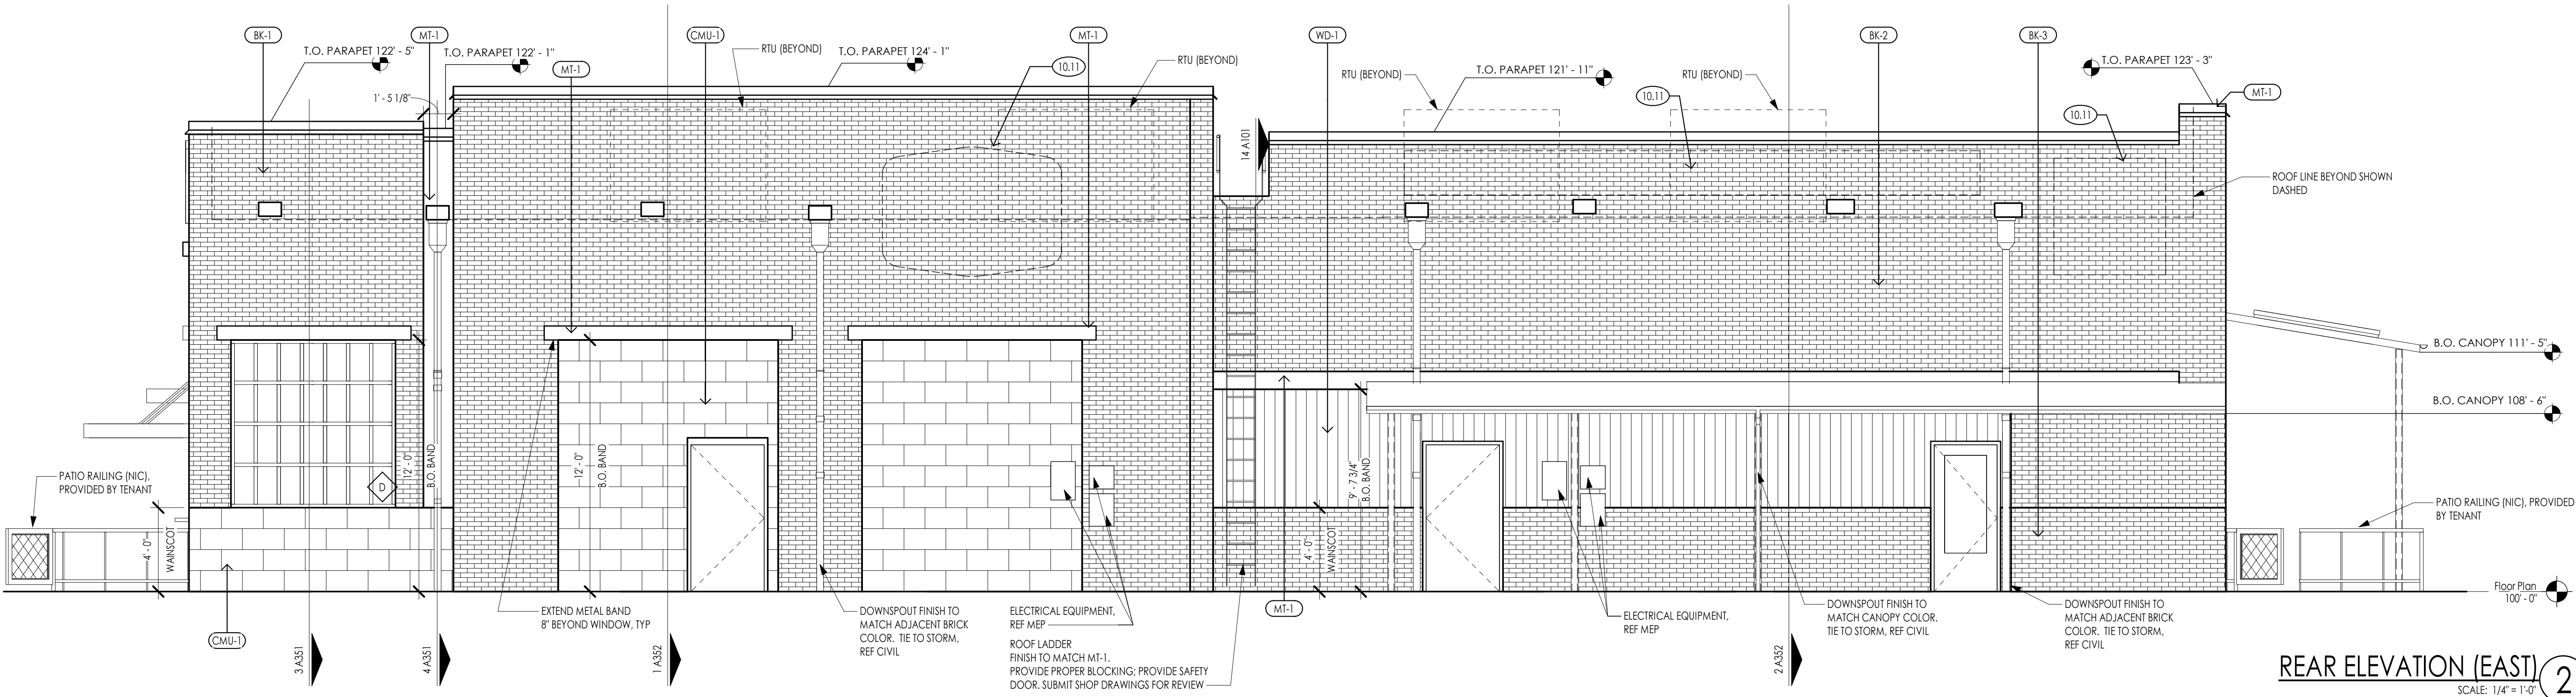 BK-1
MT-1
CMU-1
MT-1
WD-1
BK-2
BK-3
T.O. PARAPET 122' - 5"
T.O. PARAPET 122' - 1"
RTU (BEYOND)
T.O. PARAPET 124' - 1"
RTU (BEYOND)
T.O. PARAPET 123' - 3"
MT-1
10.11
RTU (BEYOND)
T.O. PARAPET 121' - 11"
RTU (BEYOND)
MT-1
1' - 5 1/8"
10.11
10.11
14 A101
ROOF LINE BEYOND SHOWN
DASHED
B.O. CANOPY 111' - 5"
B.O. CANOPY 108' - 6"
PATIO RAILING (NIC),
PROVIDED BY TENANT
D
12' - 0"
B.O. BAND
12' - 0"
B.O. BAND
9' - 7 3/4"
B.O. BAND
4' - 0"
WAINSCOT
4' - 0"
WAINSCOT
PATIO RAILING (NIC), PROVIDED
BY TENANT
Floor Plan
100' - 0"
CMU-1
3 A351
4 A351
EXTEND METAL BAND
8" BEYOND WINDOW, TYP
1 A352
DOWNSPOUT FINISH TO
MATCH ADJACENT BRICK
COLOR. TIE TO STORM,
REF CIVIL
ELECTRICAL EQUIPMENT,
REF MEP
ROOF LADDER
FINISH TO MATCH MT-1.
PROVIDE PROPER BLOCKING; PROVIDE SAFETY
DOOR. SUBMIT SHOP DRAWINGS FOR REVIEW
MT-1
ELECTRICAL EQUIPMENT,
REF MEP
2 A352
DOWNSPOUT FINISH TO
MATCH CANOPY COLOR.
TIE TO STORM, REF CIVIL
DOWNSPOUT FINISH TO
MATCH ADJACENT BRICK
COLOR. TIE TO STORM,
REF CIVIL
REAR ELEVATION (EAST)
2
SCALE: 1/4" = 1'-0"